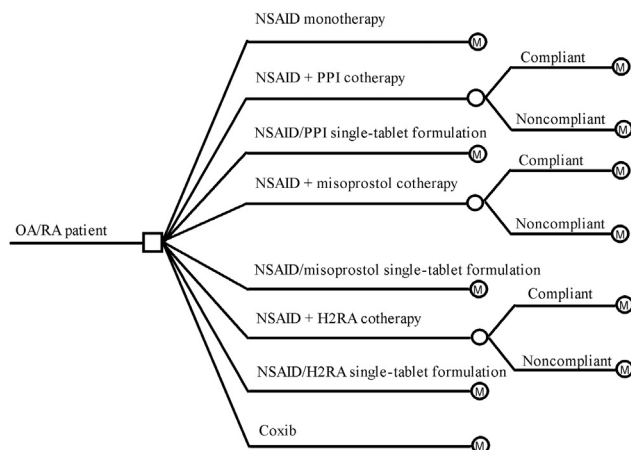 NSAID monotherapy
M
NSAID + PPI cotherapy
Compliant
M
Noncompliant
M
NSAID/PPI single-tablet formulation
M
NSAID + misoprostol cotherapy
Compliant
M
Noncompliant
M
OA/RA patient
NSAID/misoprostol single-tablet formulation
M
NSAID + H2RA cotherapy
Compliant
M
Noncompliant
M
NSAID/H2RA single-tablet formulation
M
Coxib
M